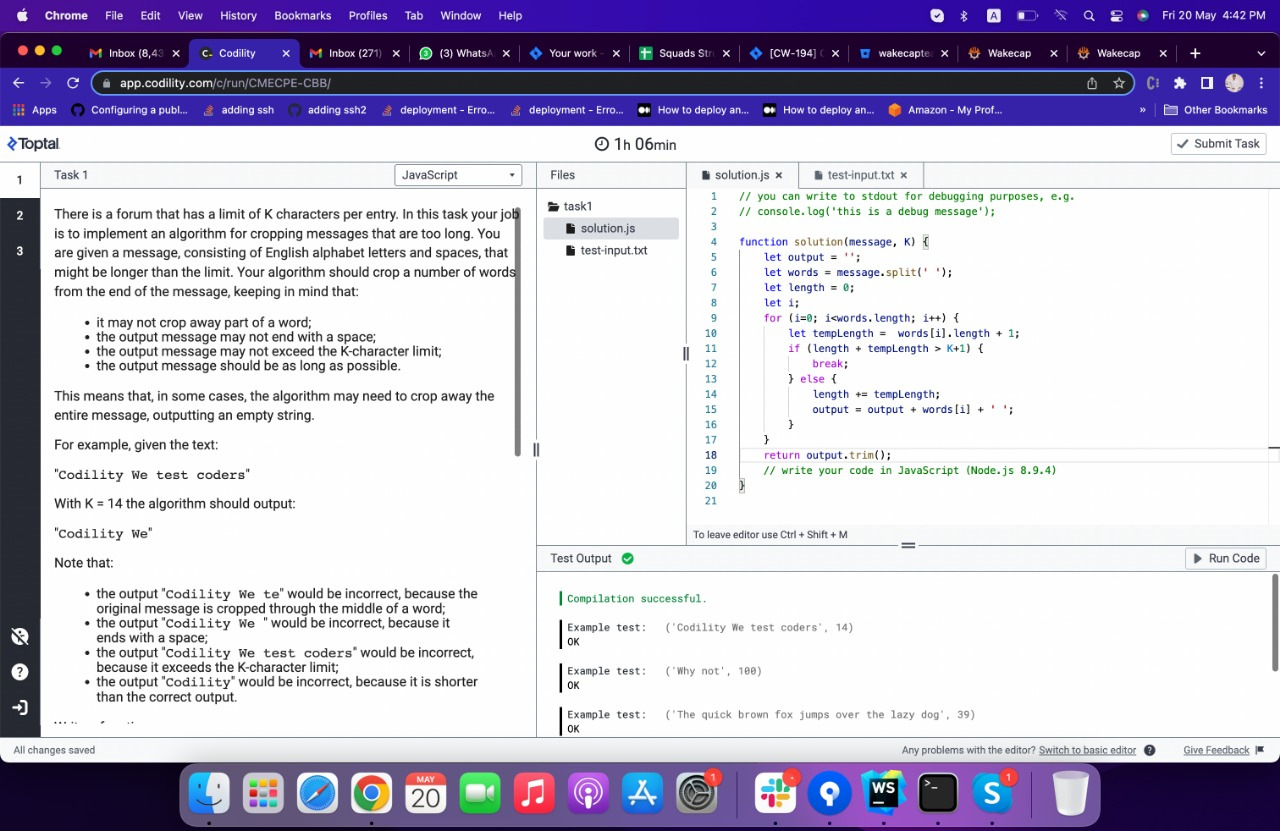 Chrome File Edit View History Bookmarks Profiles Tab Window Help A Fri 20 May 4:42 PM
Inbox (8,43 Codility Inbox (271) (3) WhatsA Your work - Squads Str [CW-194] wakecaptea Wakecap Wakecap
app.codility.com/c/run/CMECPE-CBB/
Apps Configuring a publ... adding ssh adding ssh2 deployment - Erro... deployment - Erro... How to deploy an... How to deploy an... Amazon - My Prof... » Other Bookmarks
Toptal 1h 06min Submit Task
1
2
3
Task 1 JavaScript
There is a forum that has a limit of K characters per entry. In this task your job
is to implement an algorithm for cropping messages that are too long. You
are given a message, consisting of English alphabet letters and spaces, that
might be longer than the limit. Your algorithm should crop a number of words
from the end of the message, keeping in mind that:
• it may not crop away part of a word;
• the output message may not end with a space;
• the output message may not exceed the K-character limit;
• the output message should be as long as possible.
This means that, in some cases, the algorithm may need to crop away the
entire message, outputting an empty string.
For example, given the text:
"Codility We test coders"
With K = 14 the algorithm should output:
"Codility We"
Note that:
• the output "Codility We te" would be incorrect, because the
original message is cropped through the middle of a word;
• the output "Codility We " would be incorrect, because it
ends with a space;
• the output "Codility We test coders" would be incorrect,
because it exceeds the K-character limit;
• the output "Codility" would be incorrect, because it is shorter
than the correct output.
Files
task1
solution.js
test-input.txt
solution.js × test-input.txt ×
1 // you can write to stdout for debugging purposes, e.g.
2 // console.log('this is a debug message');
3
4 function solution(message, K) {
5 let output = '';
6 let words = message.split(' ');
7 let length = 0;
8 let i;
9 for (i=0; i<words.length; i++) {
10 let tempLength = words[i].length + 1;
11 if (length + tempLength > K+1) {
12 break;
13 } else {
14 length += tempLength;
15 output = output + words[i] + ' ';
16 }
17 }
18 return output.trim();
19 // write your code in JavaScript (Node.js 8.9.4)
20 }
21
To leave editor use Ctrl + Shift + M
Test Output Run Code
Compilation successful.
Example test: ('Codility We test coders', 14)
OK
Example test: ('Why not', 100)
OK
Example test: ('The quick brown fox jumps over the lazy dog', 39)
OK
All changes saved Any problems with the editor? Switch to basic editor ? Give Feedback
MAY
20
1
WS
>_
S
1